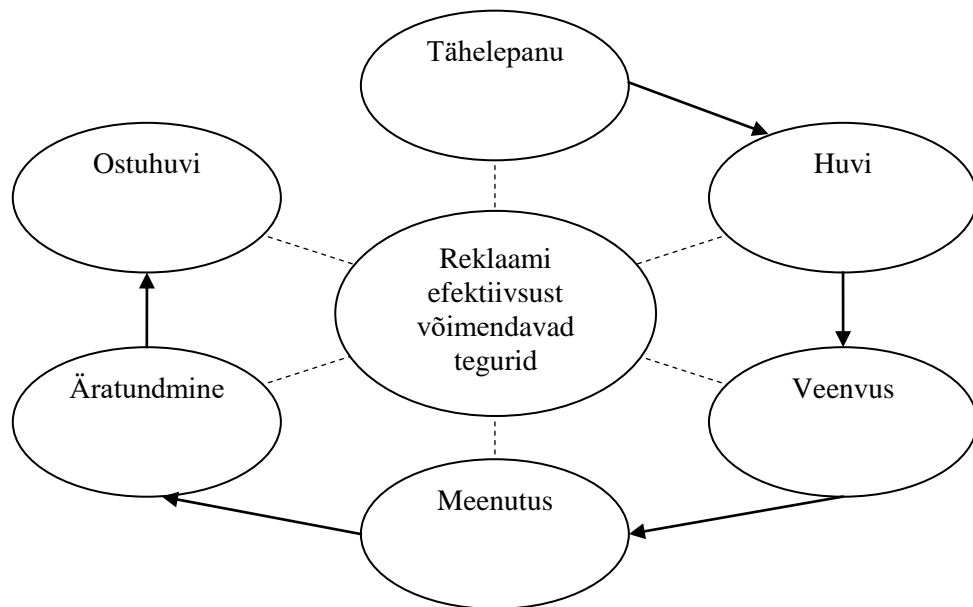 Tähelepanu
Ostuhuvi
Huvi
Reklaami
efektiivsust
võimendavad
tegurid
Äratundmine
Veenvus
Meenutus